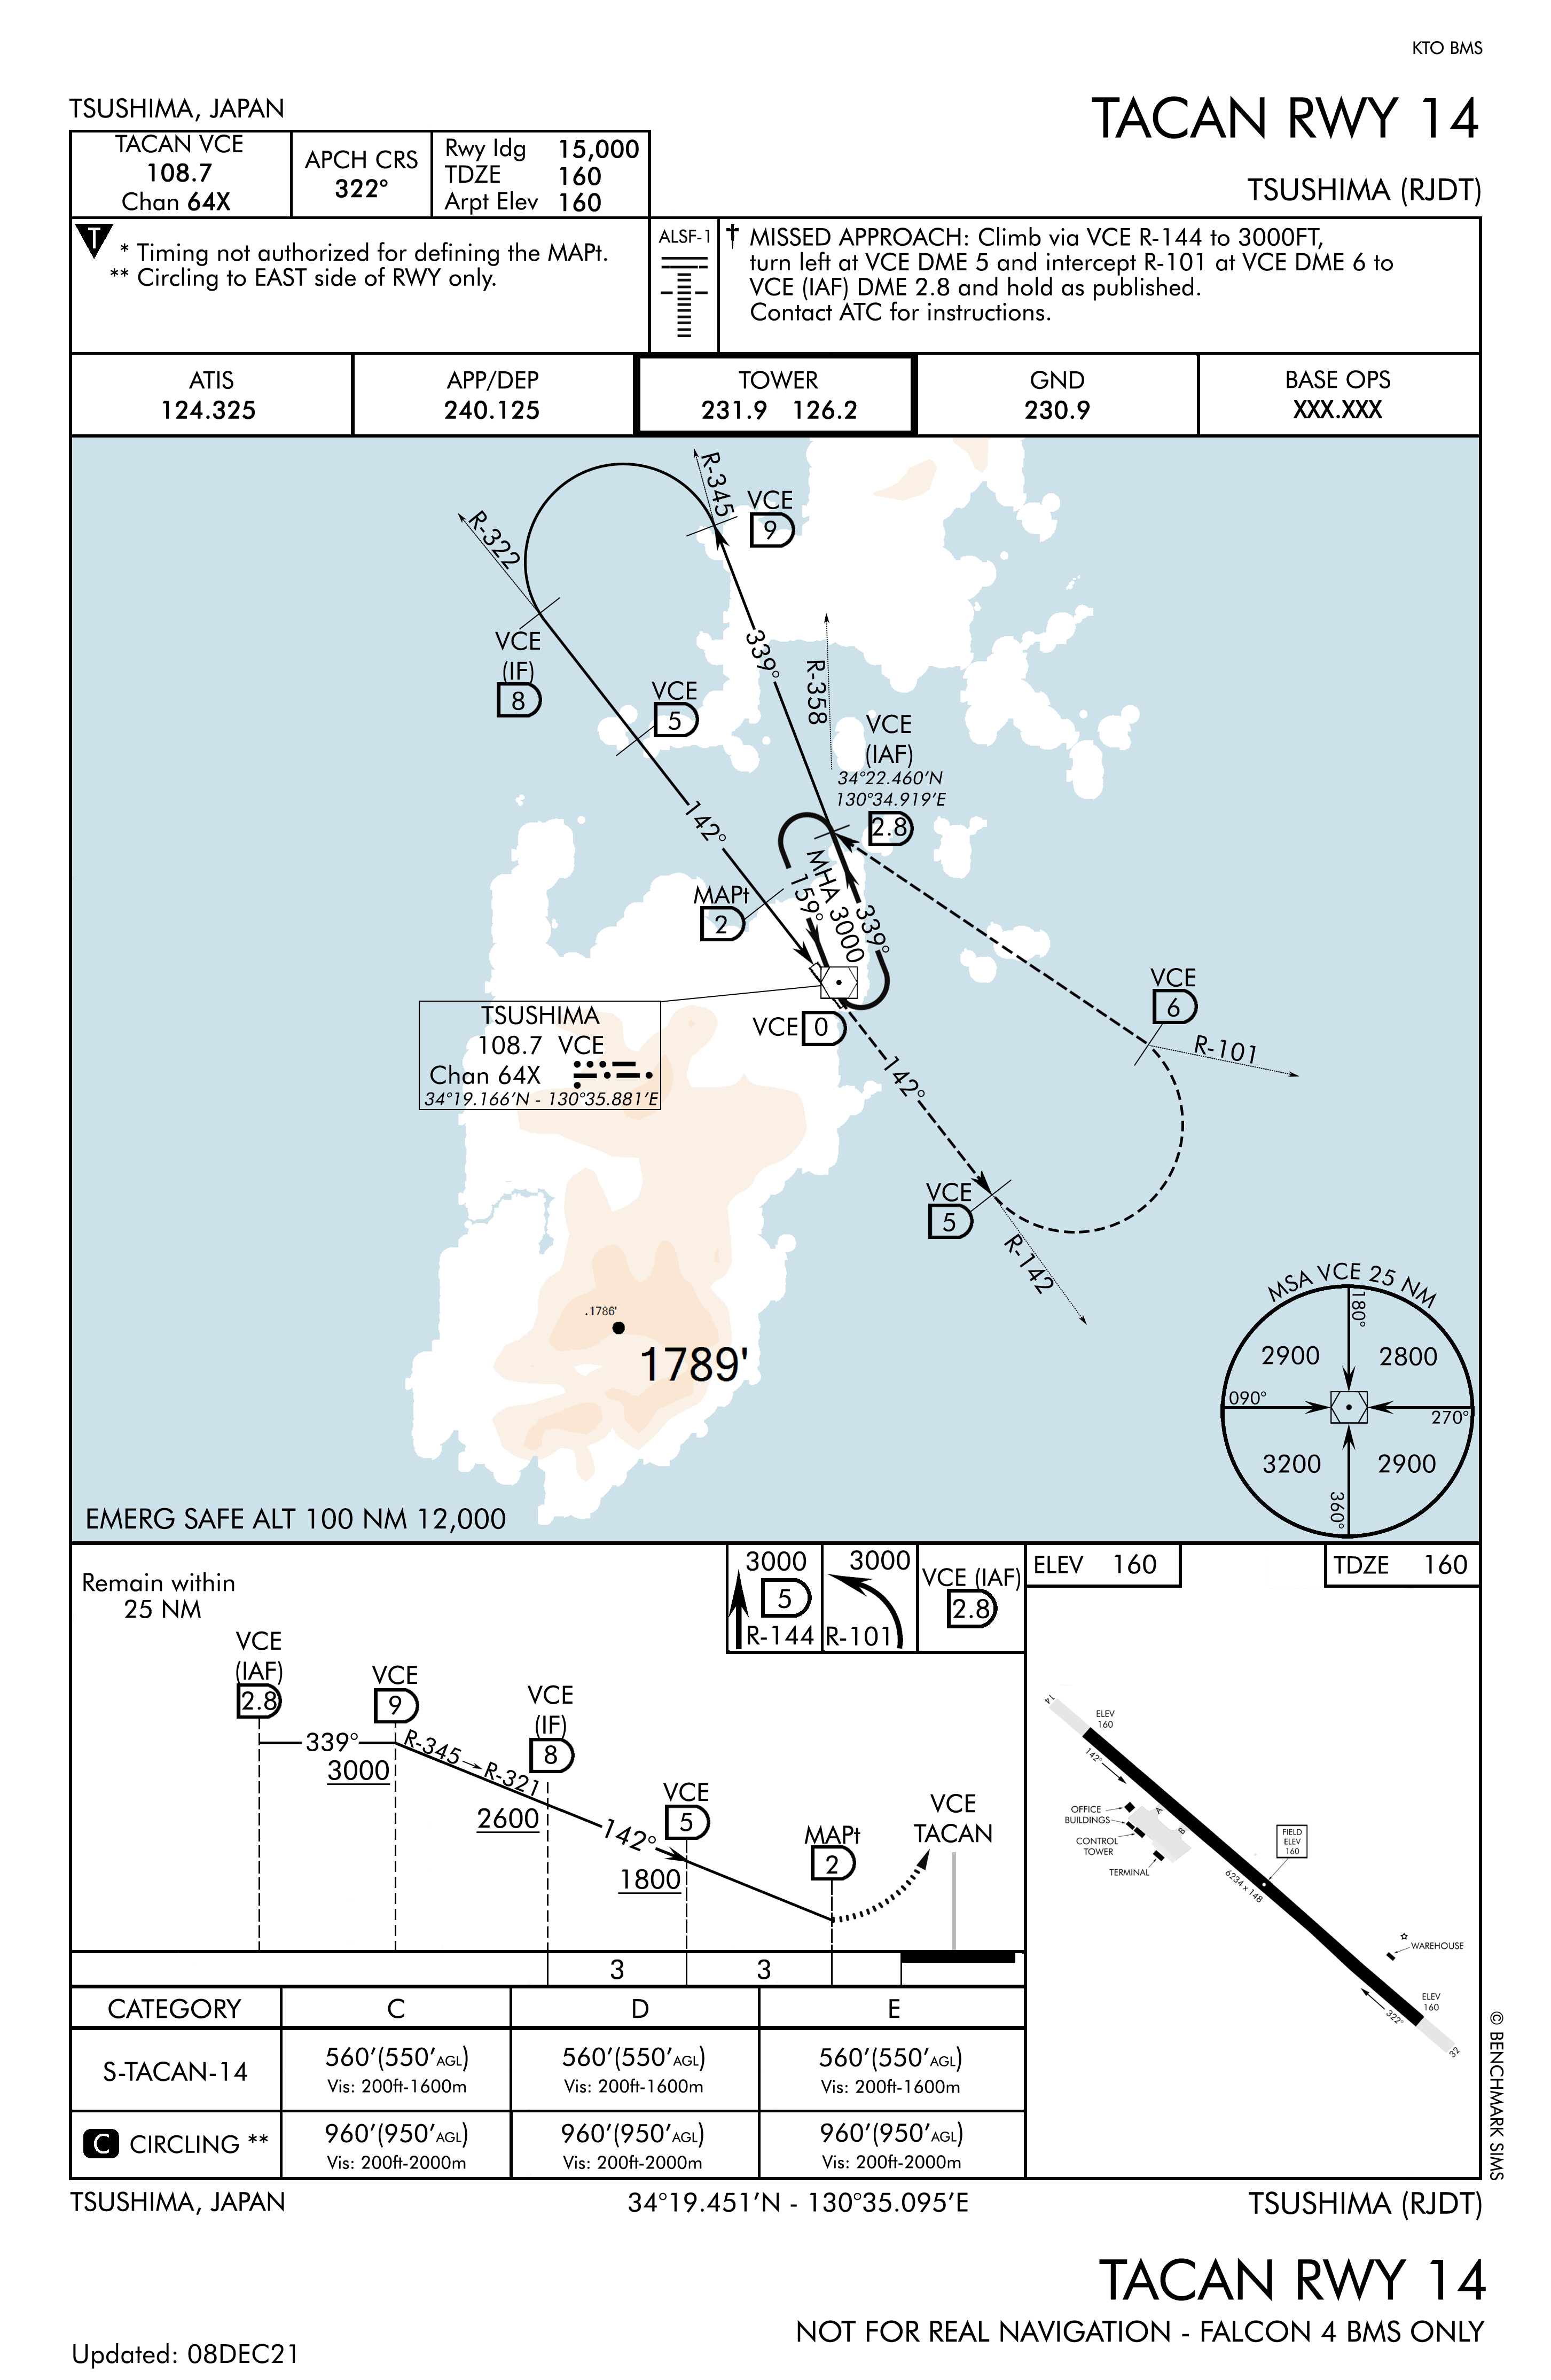 KTO BMS
TSUSHIMA, JAPAN
TACAN RWY 14
TSUSHIMA (RJDT)
TACAN VCE
108.7
Chan 64X
APCH CRS
322°
Rwy Idg 15,000
TDZE 160
Arpt Elev 160
T
* Timing not authorized for defining the MAPt.
** Circling to EAST side of RWY only.
ALSF-1
† MISSED APPROACH: Climb via VCE R-144 to 3000FT,
turn left at VCE DME 5 and intercept R-101 at VCE DME 6 to
VCE (IAF) DME 2.8 and hold as published.
Contact ATC for instructions.
ATIS
124.325
APP/DEP
240.125
TOWER
231.9 126.2
GND
230.9
BASE OPS
XXX.XXX
R-345
VCE
9
R-322
VCE
(IF)
8
339°
R-358
VCE
5
VCE
(IAF)
34°22.460'N
130°34.919'E
2.8
142°
MAPt
2
MHA 3000
159°
339°
VCE
6
R-101
TSUSHIMA
108.7 VCE
Chan 64X
34°19.166'N - 130°35.881'E
VCE 0
142°
VCE
5
R-142
.1786'
1789'
MSA VCE 25 NM
180°
2900
2800
090°
270°
3200
2900
360°
EMERG SAFE ALT 100 NM 12,000
Remain within
25 NM
3000
5
R-144
3000
R-101
VCE (IAF)
2.8
ELEV 160
TDZE 160
VCE
(IAF)
2.8
VCE
9
VCE
(IF)
8
339°
3000
R-345
R-321
2600
142°
VCE
5
1800
MAPt
2
VCE
TACAN
3
3
14
ELEV
160
142°
OFFICE
BUILDINGS
CONTROL
TOWER
TERMINAL
A
B
FIELD
ELEV
160
6234 x 148
WAREHOUSE
ELEV
160
322°
32
CATEGORY C D E
S-TACAN-14
560'(550'AGL)
Vis: 200ft-1600m
560'(550'AGL)
Vis: 200ft-1600m
560'(550'AGL)
Vis: 200ft-1600m
C CIRCLING **
960'(950'AGL)
Vis: 200ft-2000m
960'(950'AGL)
Vis: 200ft-2000m
960'(950'AGL)
Vis: 200ft-2000m
© BENCHMARK SIMS
TSUSHIMA, JAPAN
34°19.451'N - 130°35.095'E
TSUSHIMA (RJDT)
TACAN RWY 14
NOT FOR REAL NAVIGATION - FALCON 4 BMS ONLY
Updated: 08DEC21